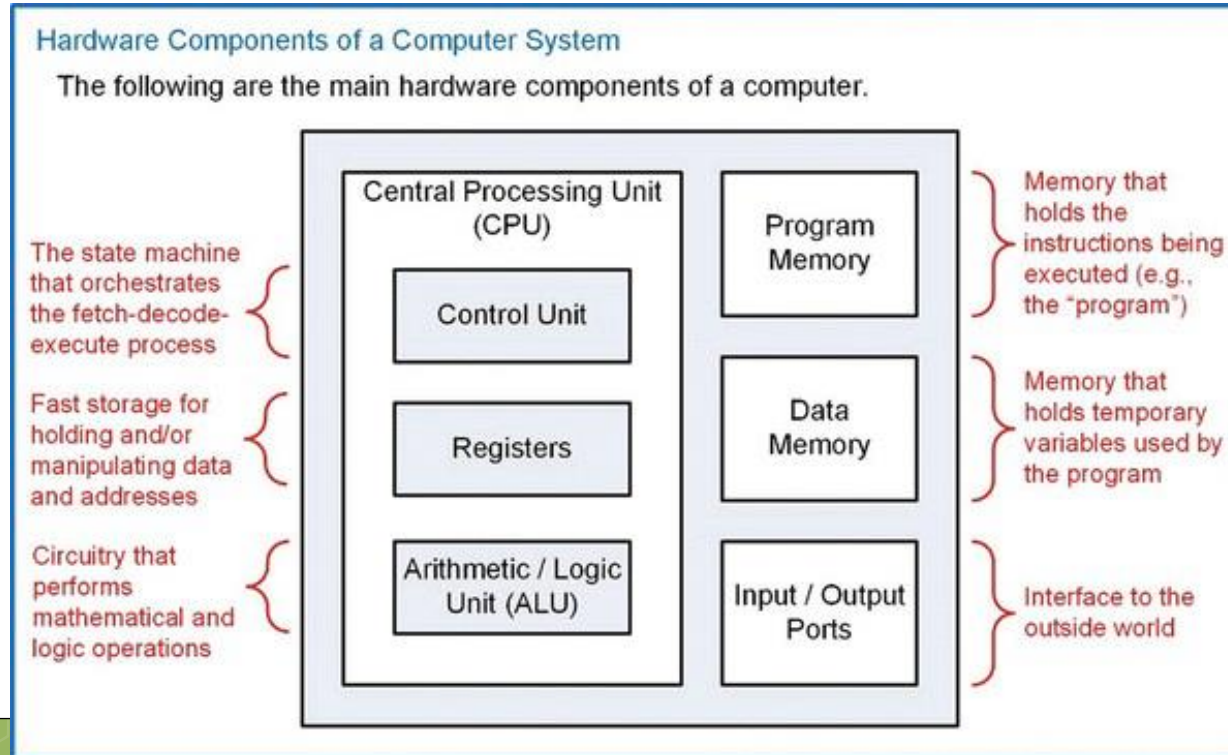 Hardware Components of a Computer System
The following are the main hardware components of a computer.
Central Processing Unit
(CPU)
The state machine
that orchestrates
the fetch-decode-
execute process
Control Unit
Fast storage for
holding and/or
manipulating data
and addresses
Registers
Circuitry that
performs
mathematical and
logic operations
Arithmetic / Logic
Unit (ALU)
Program
Memory
Memory that
holds the
instructions being
executed (e.g.,
the “program”)
Data
Memory
Memory that
holds temporary
variables used by
the program
Input / Output
Ports
Interface to the
outside world